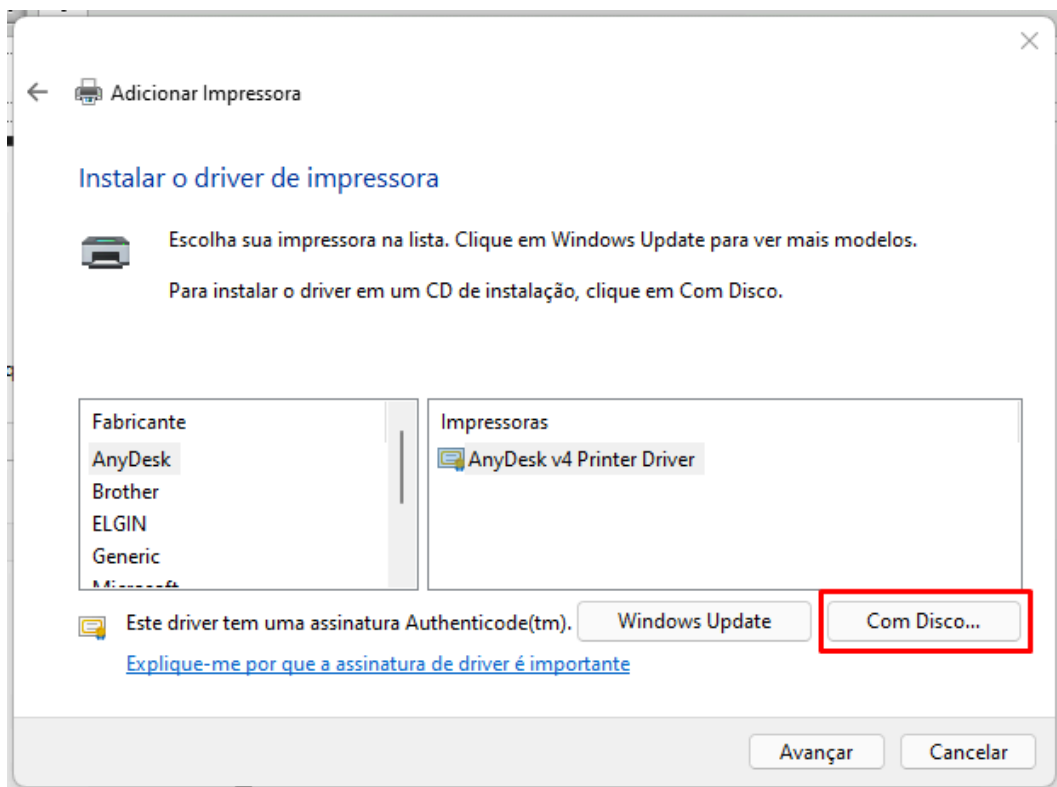 Adicionar Impressora
Instalar o driver de impressora
Escolha sua impressora na lista. Clique em Windows Update para ver mais modelos.
Para instalar o driver em um CD de instalação, clique em Com Disco.
Fabricante
Impressoras
AnyDesk
AnyDesk v4 Printer Driver
Brother
ELGIN
Generic
Microsoft
Este driver tem uma assinatura Authenticode(tm).
Windows Update
Com Disco...
Explique-me por que a assinatura de driver é importante
Avançar
Cancelar